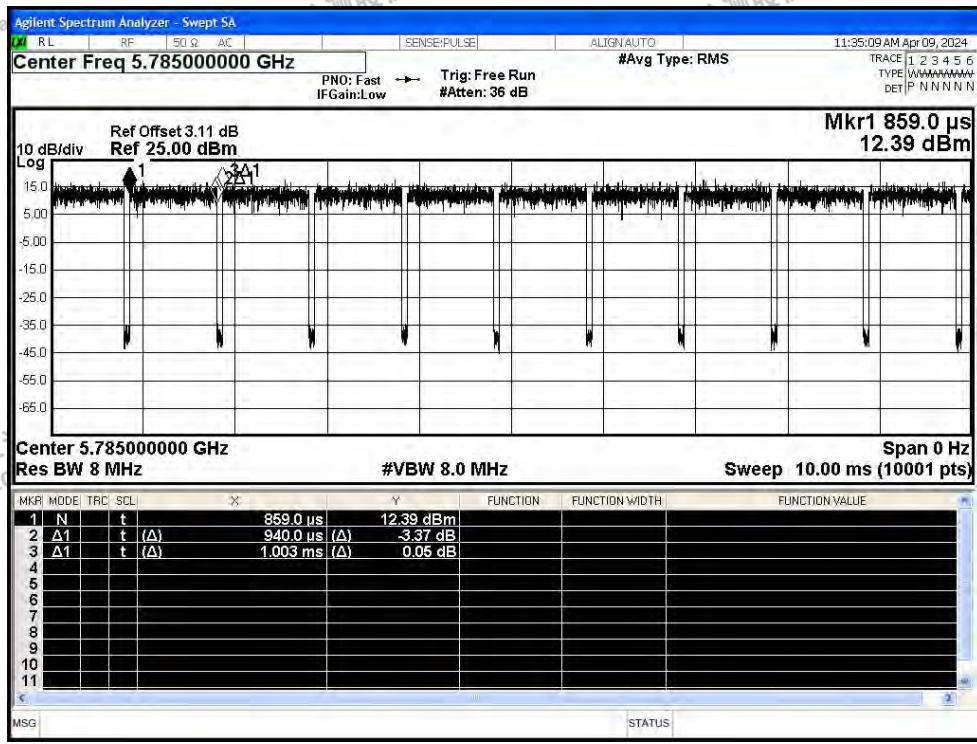 Agilent Spectrum Analyzer - Swept SA
LXI RL RF 50 Ω AC SENSE:PULSE ALIGN AUTO 11:35:09 AM Apr 09, 2024
Center Freq 5.785000000 GHz #Avg Type: RMS TRACE 1 2 3 4 5 6
PNO: Fast Trig: Free Run TYPE WWWWWW
IFGain:Low #Atten: 36 dB DET P N N N N N
Mkr1 859.0 µs
Ref Offset 3.11 dB
10 dB/div Ref 25.00 dBm 12.39 dBm
Log
1 2Δ1 3Δ1
15.0
5.00
-5.00
-15.0
-25.0
-35.0
-45.0
-55.0
-65.0
Center 5.785000000 GHz Span 0 Hz
Res BW 8 MHz #VBW 8.0 MHz Sweep 10.00 ms (10001 pts)
MKR MODE TRC SCL X Y FUNCTION FUNCTION WIDTH FUNCTION VALUE
1 N t 859.0 µs 12.39 dBm
2 Δ1 t (Δ) 940.0 µs (Δ) -3.37 dB
3 Δ1 t (Δ) 1.003 ms (Δ) 0.05 dB
4
5
6
7
8
9
10
11
MSG STATUS